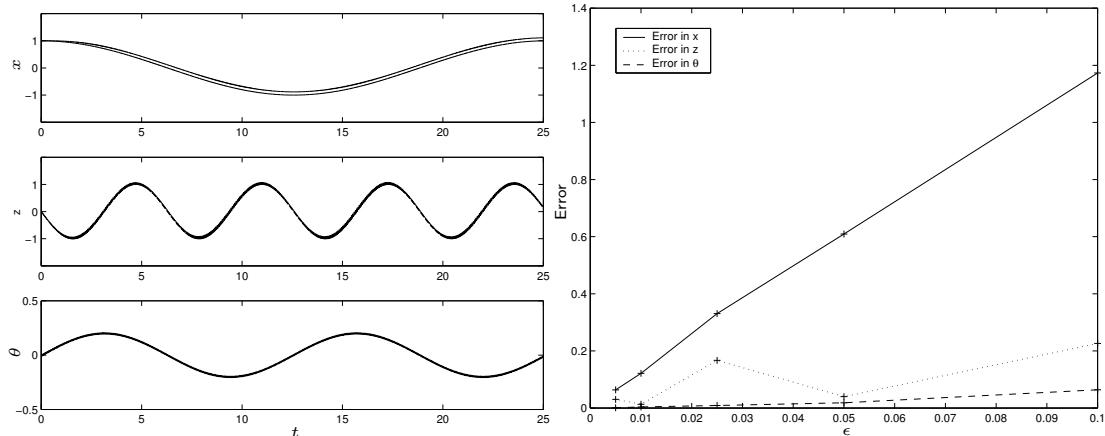 1
0
−1
x
0 5 10 15 20 25
1
0
−1
z
0 5 10 15 20 25
0.5
0
−0.5
θ
0 5 10 15 20 25
t
1.4
1.2
1
0.8
0.6
0.4
0.2
0
Error
Error in x
Error in z
Error in θ
0 0.01 0.02 0.03 0.04 0.05 0.06 0.07 0.08 0.09 0.1
ϵ